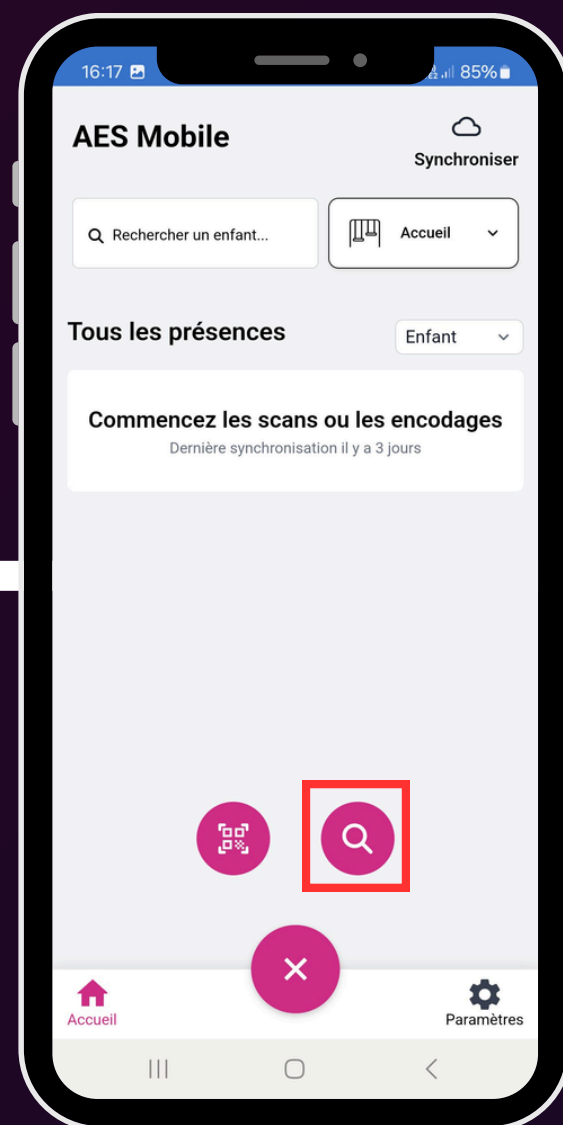 16:17
85%
AES Mobile
Synchroniser
Rechercher un enfant...
Accueil
Tous les présences
Enfant
Commencez les scans ou les encodages
Dernière synchronisation il y a 3 jours
Accueil
Paramètres